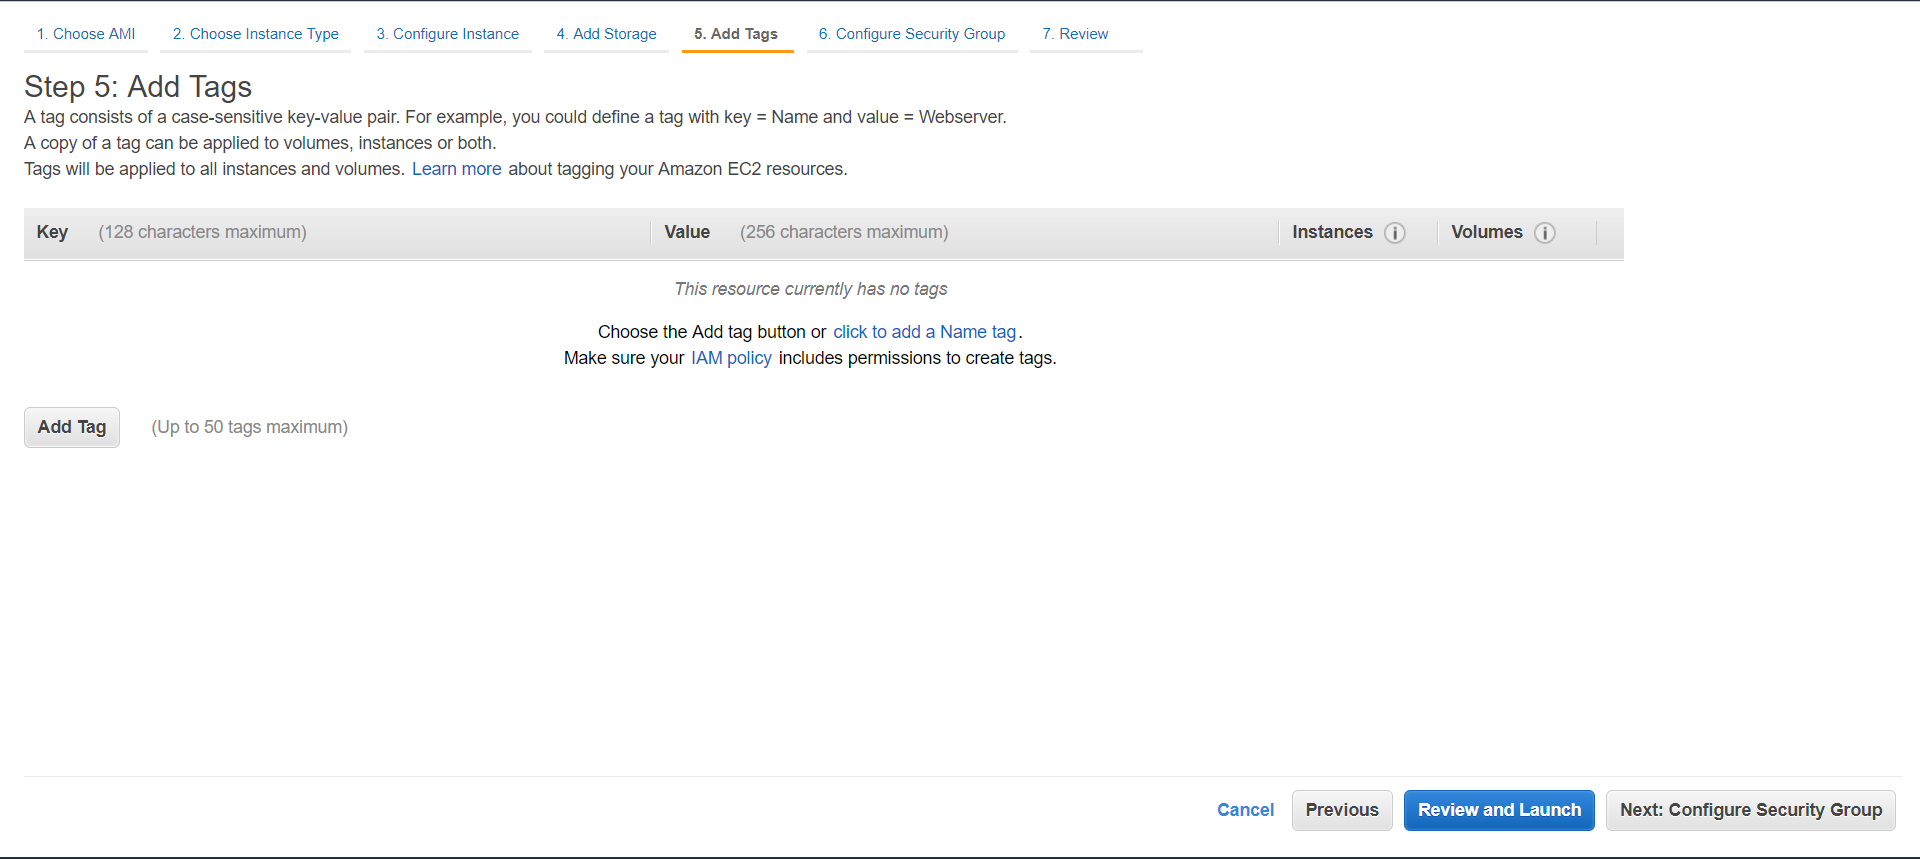 1. Choose AMI 2. Choose Instance Type 3. Configure Instance 4. Add Storage 5. Add Tags 6. Configure Security Group 7. Review
Step 5: Add Tags
A tag consists of a case-sensitive key-value pair. For example, you could define a tag with key = Name and value = Webserver.
A copy of a tag can be applied to volumes, instances or both.
Tags will be applied to all instances and volumes. Learn more about tagging your Amazon EC2 resources.
Key (128 characters maximum) Value (256 characters maximum) Instances i Volumes i
This resource currently has no tags
Choose the Add tag button or click to add a Name tag.
Make sure your IAM policy includes permissions to create tags.
Add Tag (Up to 50 tags maximum)
Cancel Previous Review and Launch Next: Configure Security Group